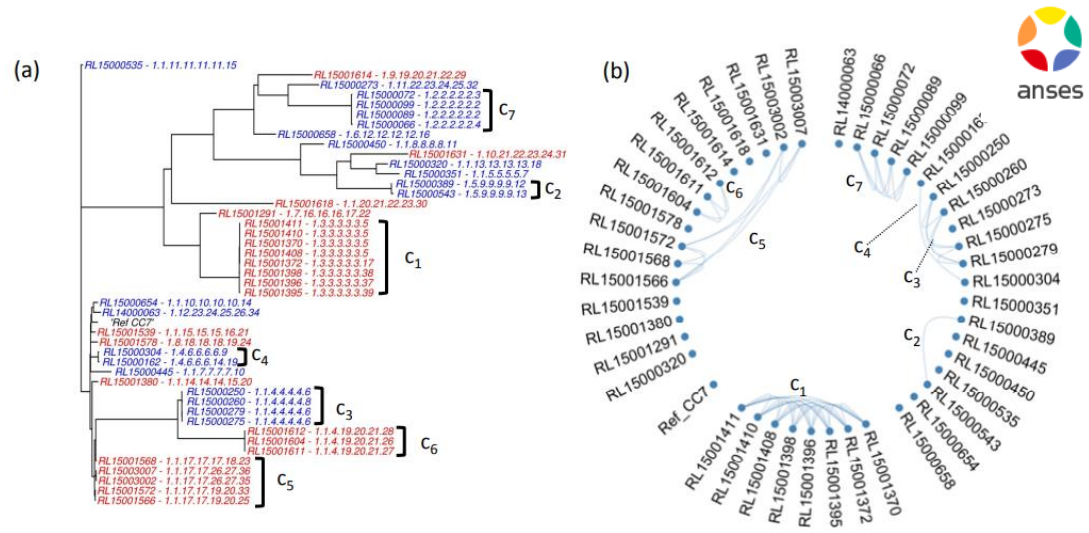 anses
(a)
RL15000535 - 1.1.11.11.11.11.15
RL15001614 - 1.9.19.20.21.22.29
RL15000273 - 1.11.22.23.24.25.32
RL15000072 - 1.2.2.2.2.2.3
RL15000099 - 1.2.2.2.2.2.2
RL15000089 - 1.2.2.2.2.2.2
RL15000066 - 1.2.2.2.2.2.4
C7
RL15000658 - 1.6.12.12.12.12.16
RL15000450 - 1.1.8.8.8.8.11
RL15001631 - 1.10.21.22.23.24.31
RL15000320 - 1.1.13.13.13.13.18
RL15000351 - 1.1.5.5.5.5.7
RL15000389 - 1.5.9.9.9.9.12
RL15000543 - 1.5.9.9.9.9.13
C2
RL15001618 - 1.1.20.21.22.23.30
RL15001291 - 1.7.16.16.16.17.22
RL15001411 - 1.3.3.3.3.3.5
RL15001410 - 1.3.3.3.3.3.5
RL15001370 - 1.3.3.3.3.3.5
RL15001408 - 1.3.3.3.3.3.5
RL15001372 - 1.3.3.3.3.3.17
RL15001398 - 1.3.3.3.3.3.38
RL15001396 - 1.3.3.3.3.3.37
RL15001395 - 1.3.3.3.3.3.39
C1
RL15000654 - 1.1.10.10.10.10.14
RL14000063 - 1.12.23.24.25.26.34
'Ref CC7'
RL15001539 - 1.1.15.15.15.16.21
RL15001578 - 1.8.18.18.18.19.24
RL15000304 - 1.4.6.6.6.6.9
RL15000162 - 1.4.6.6.6.14.19
C4
RL15000445 - 1.1.7.7.7.7.10
RL15001380 - 1.1.14.14.14.15.20
RL15000250 - 1.1.4.4.4.4.6
RL15000260 - 1.1.4.4.4.4.8
RL15000279 - 1.1.4.4.4.4.6
RL15000275 - 1.1.4.4.4.4.6
C3
RL15001612 - 1.1.4.19.20.21.28
RL15001604 - 1.1.4.19.20.21.26
RL15001611 - 1.1.4.19.20.21.27
C6
RL15001568 - 1.1.17.17.17.18.23
RL15003007 - 1.1.17.17.26.27.36
RL15003002 - 1.1.17.17.26.27.35
RL15001572 - 1.1.17.17.19.20.33
RL15001566 - 1.1.17.17.19.20.25
C5
(b)
RL14000063
RL15000066
RL15000072
RL15000089
RL15000099
RL15000250
RL15000260
RL15000273
RL15000275
RL15000279
RL15000304
RL15000351
RL15000389
RL15000445
RL15000450
RL15000535
RL15000543
RL15000654
RL15000658
RL15001370
RL15001372
RL15001395
RL15001396
RL15001398
RL15001408
RL15001410
RL15001411
Ref_CC7
RL15000320
RL15001291
RL15001380
RL15001539
RL15001566
RL15001568
RL15001572
RL15001578
RL15001604
RL15001611
RL15001612
RL15001614
RL15001618
RL15001631
RL15003002
RL15003007
C7
C6
C5
C4
C3
C2
C1